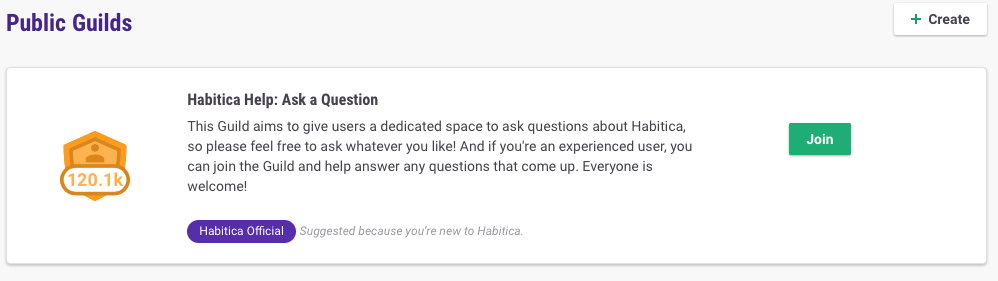 Public Guilds
+ Create
Habitica Help: Ask a Question
This Guild aims to give users a dedicated space to ask questions about Habitica,
so please feel free to ask whatever you like! And if you're an experienced user, you
can join the Guild and help answer any questions that come up. Everyone is
welcome!
Join
120.1k
Habitica Official Suggested because you're new to Habitica.